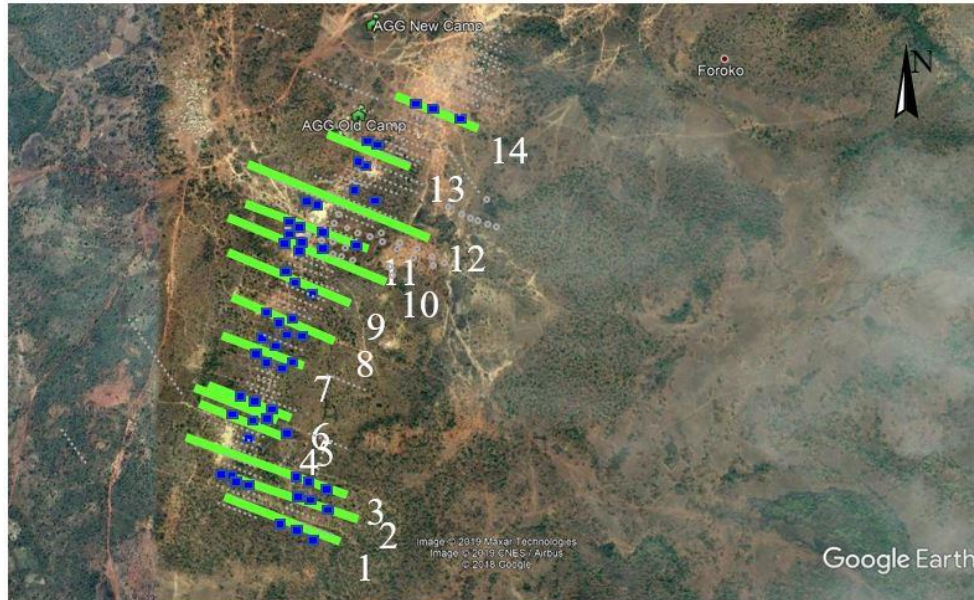 AGG New Camp
N
Foroko
AGG Old Camp
14
13
12
11
10
9
8
7
6
5
4
3
2
1
Image © 2019 Maxar Technologies
Image © 2019 CNES / Airbus
© 2018 Google
Google Earth